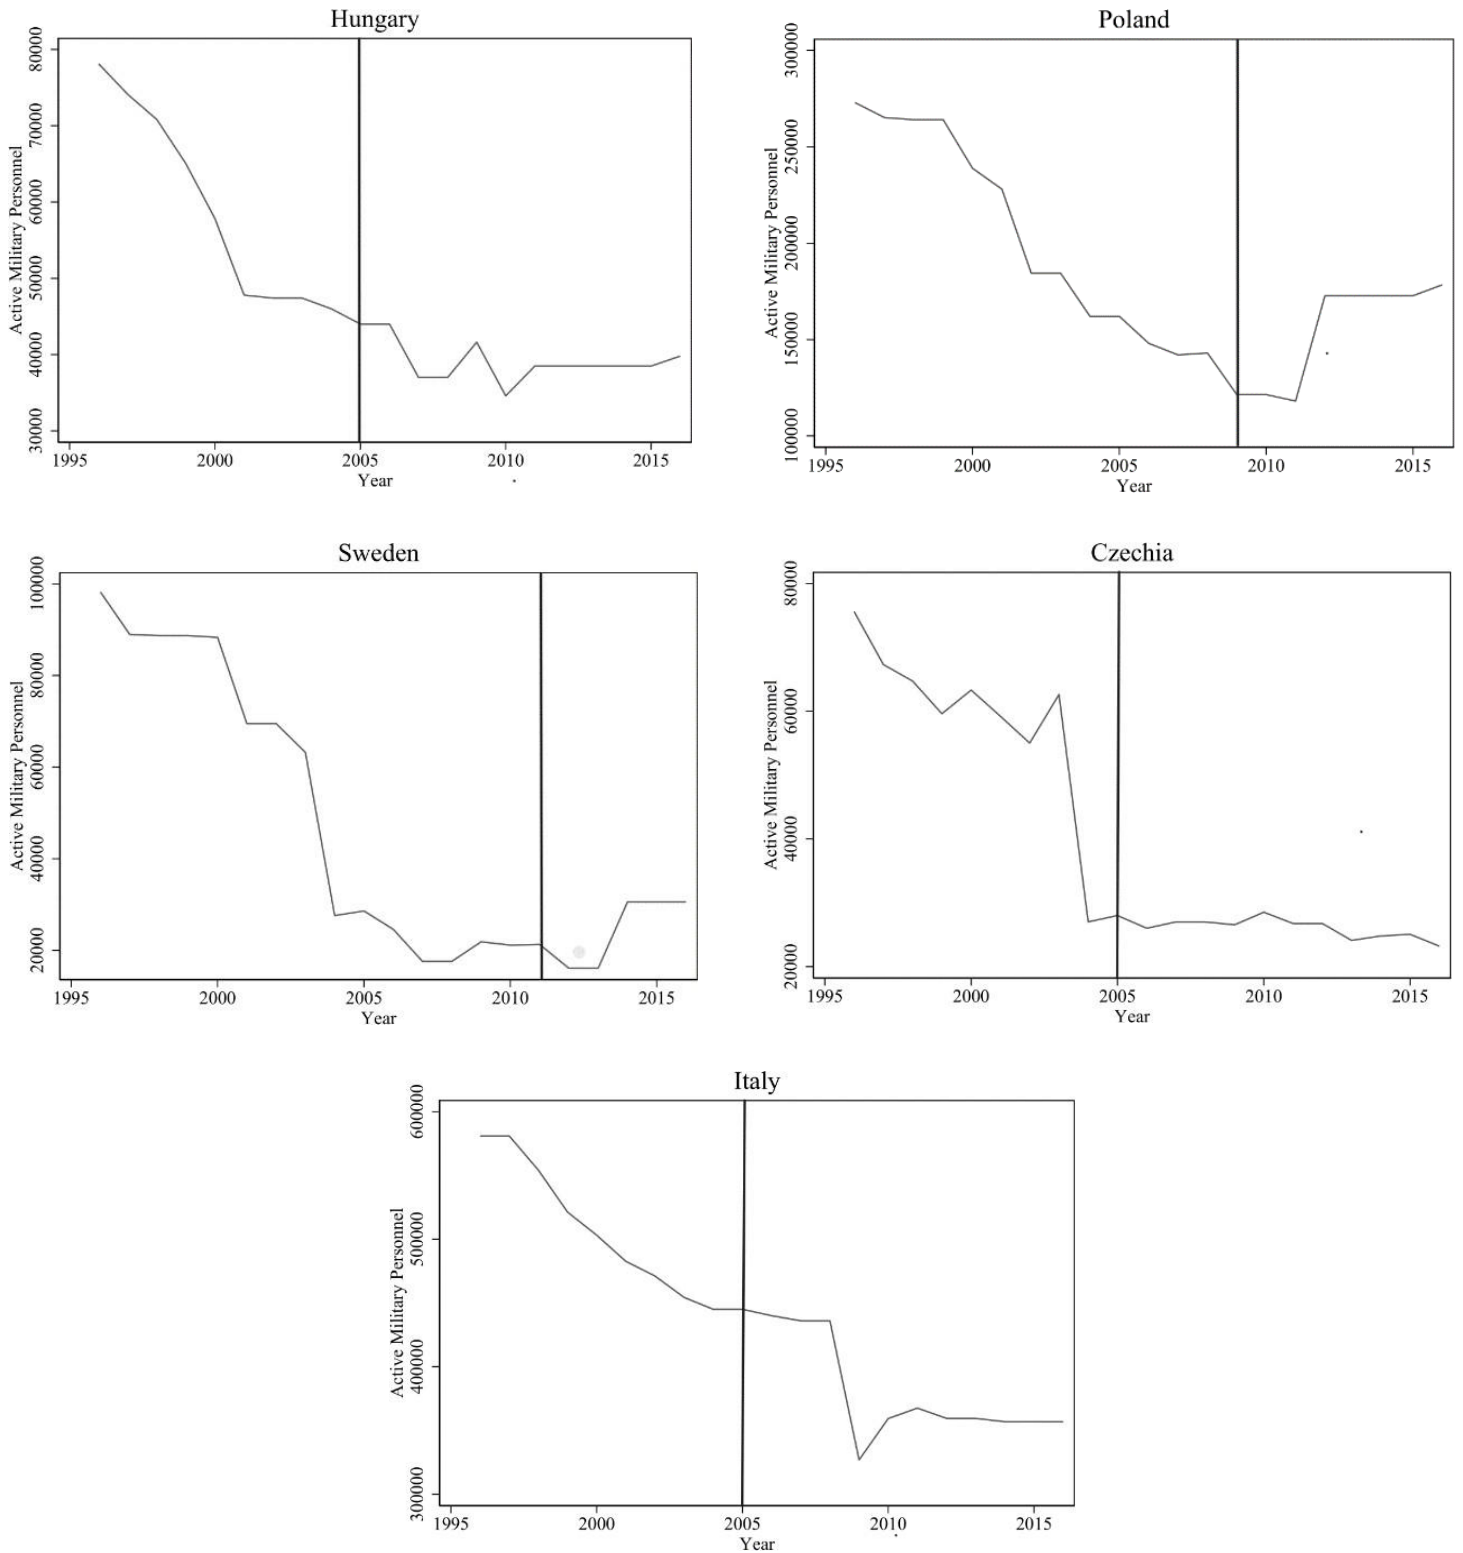 Hungary
Active Military Personnel
80000
70000
60000
50000
40000
30000
1995 2000 2005 2010 2015
Year
Poland
Active Military Personnel
300000
250000
200000
150000
100000
1995 2000 2005 2010 2015
Year
Sweden
Active Military Personnel
100000
80000
60000
40000
20000
1995 2000 2005 2010 2015
Year
Czechia
Active Military Personnel
80000
60000
40000
20000
1995 2000 2005 2010 2015
Year
Italy
Active Military Personnel
600000
500000
400000
300000
1995 2000 2005 2010 2015
Year